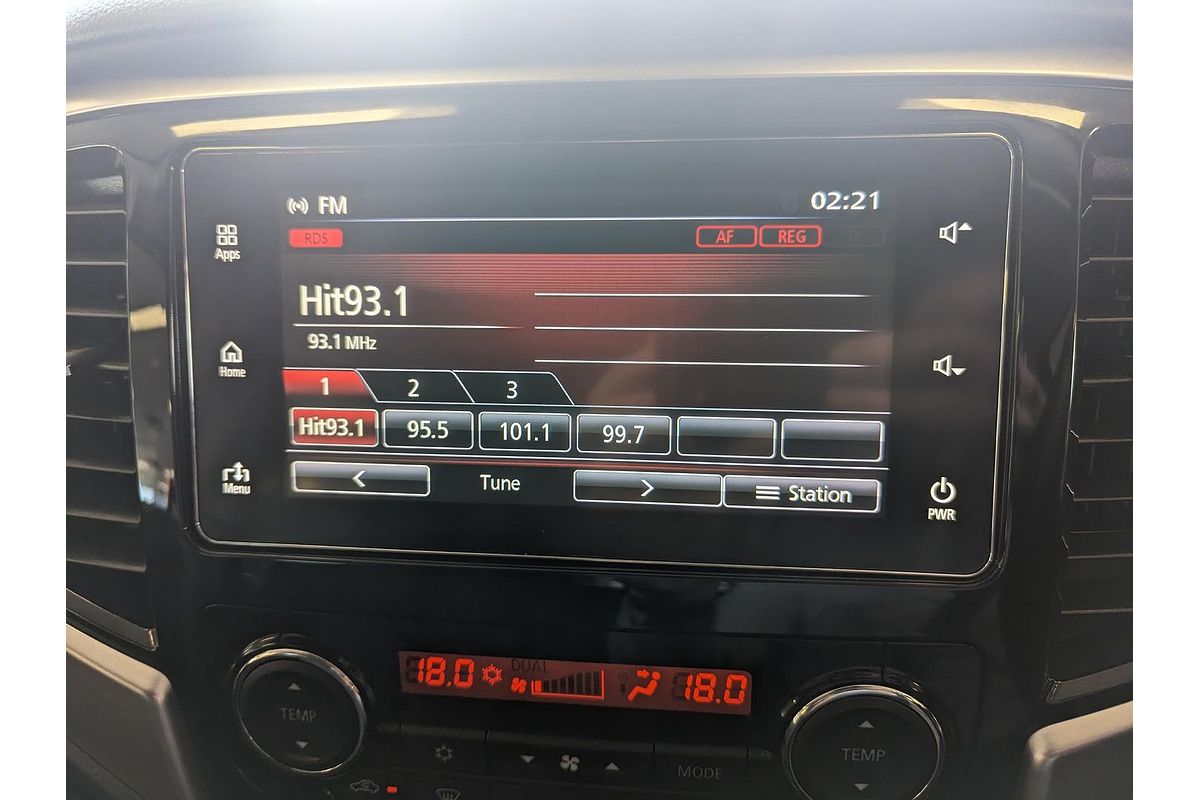 FM 02:21
RDS AF REG
Apps
Hit93.1
93.1 MHz
Home
1 2 3
Hit93.1 95.5 101.1 99.7
< Tune > Station
Menu
PWR
18.0 DUAL 18.0
TEMP
TEMP
MODE